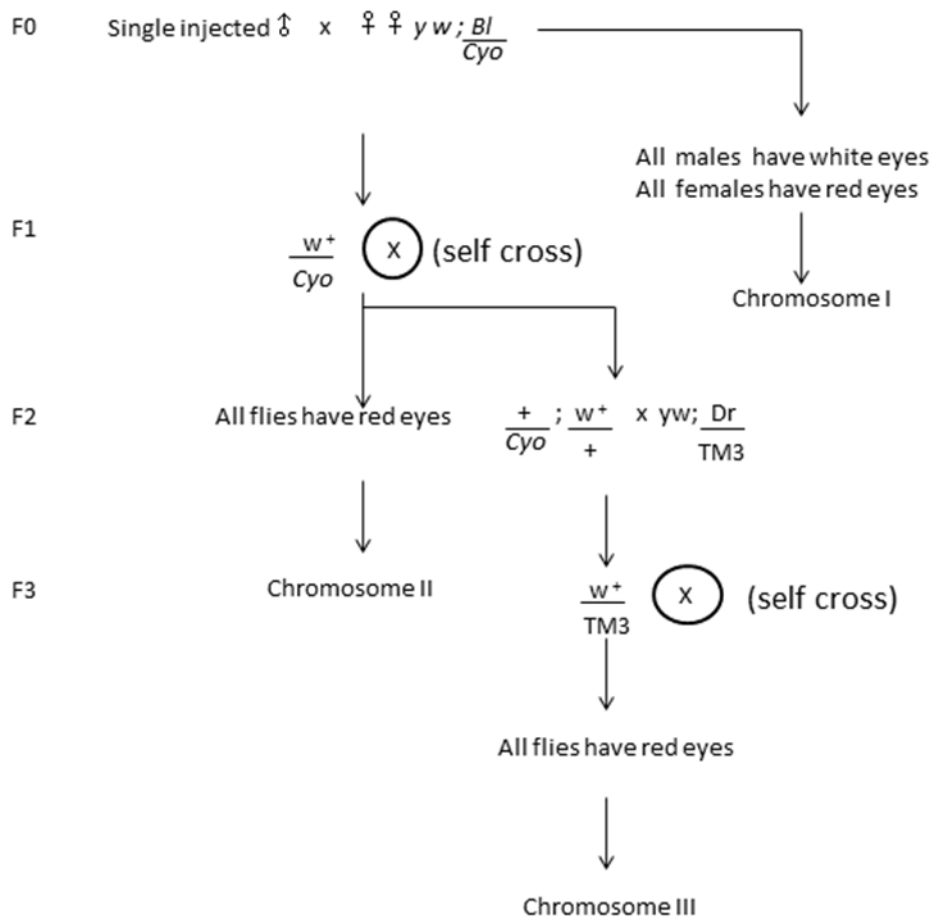 F0 Single injected ♂ x ♀ ♀ y w ; Bl
Cyo
All males have white eyes
All females have red eyes
F1
w+
Cyo
X (self cross)
Chromosome I
F2 All flies have red eyes
+ ; w+ x yw; Dr
Cyo + TM3
F3 Chromosome II
w+
TM3
X (self cross)
All flies have red eyes
Chromosome III